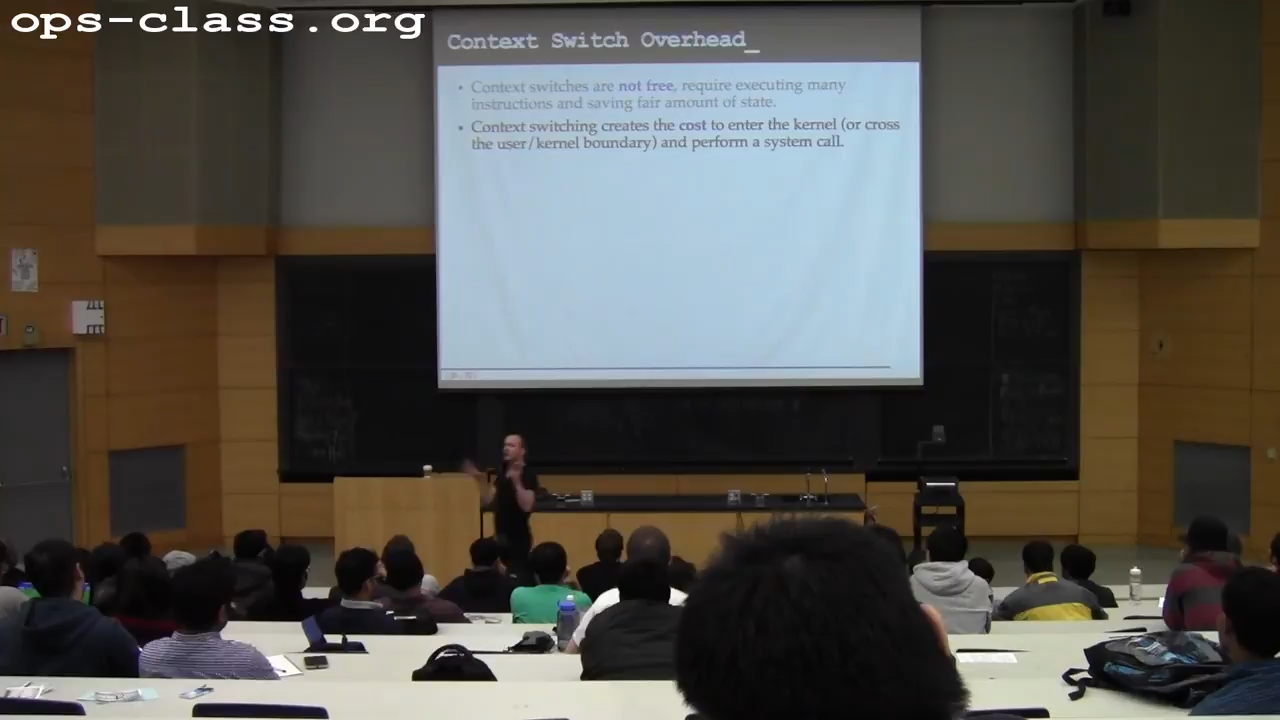 ops-class.org
Context Switch Overhead_
• Context switches are not free, require executing many
instructions and saving fair amount of state.
• Context switching creates the cost to enter the kernel (or cross
the user/kernel boundary) and perform a system call.